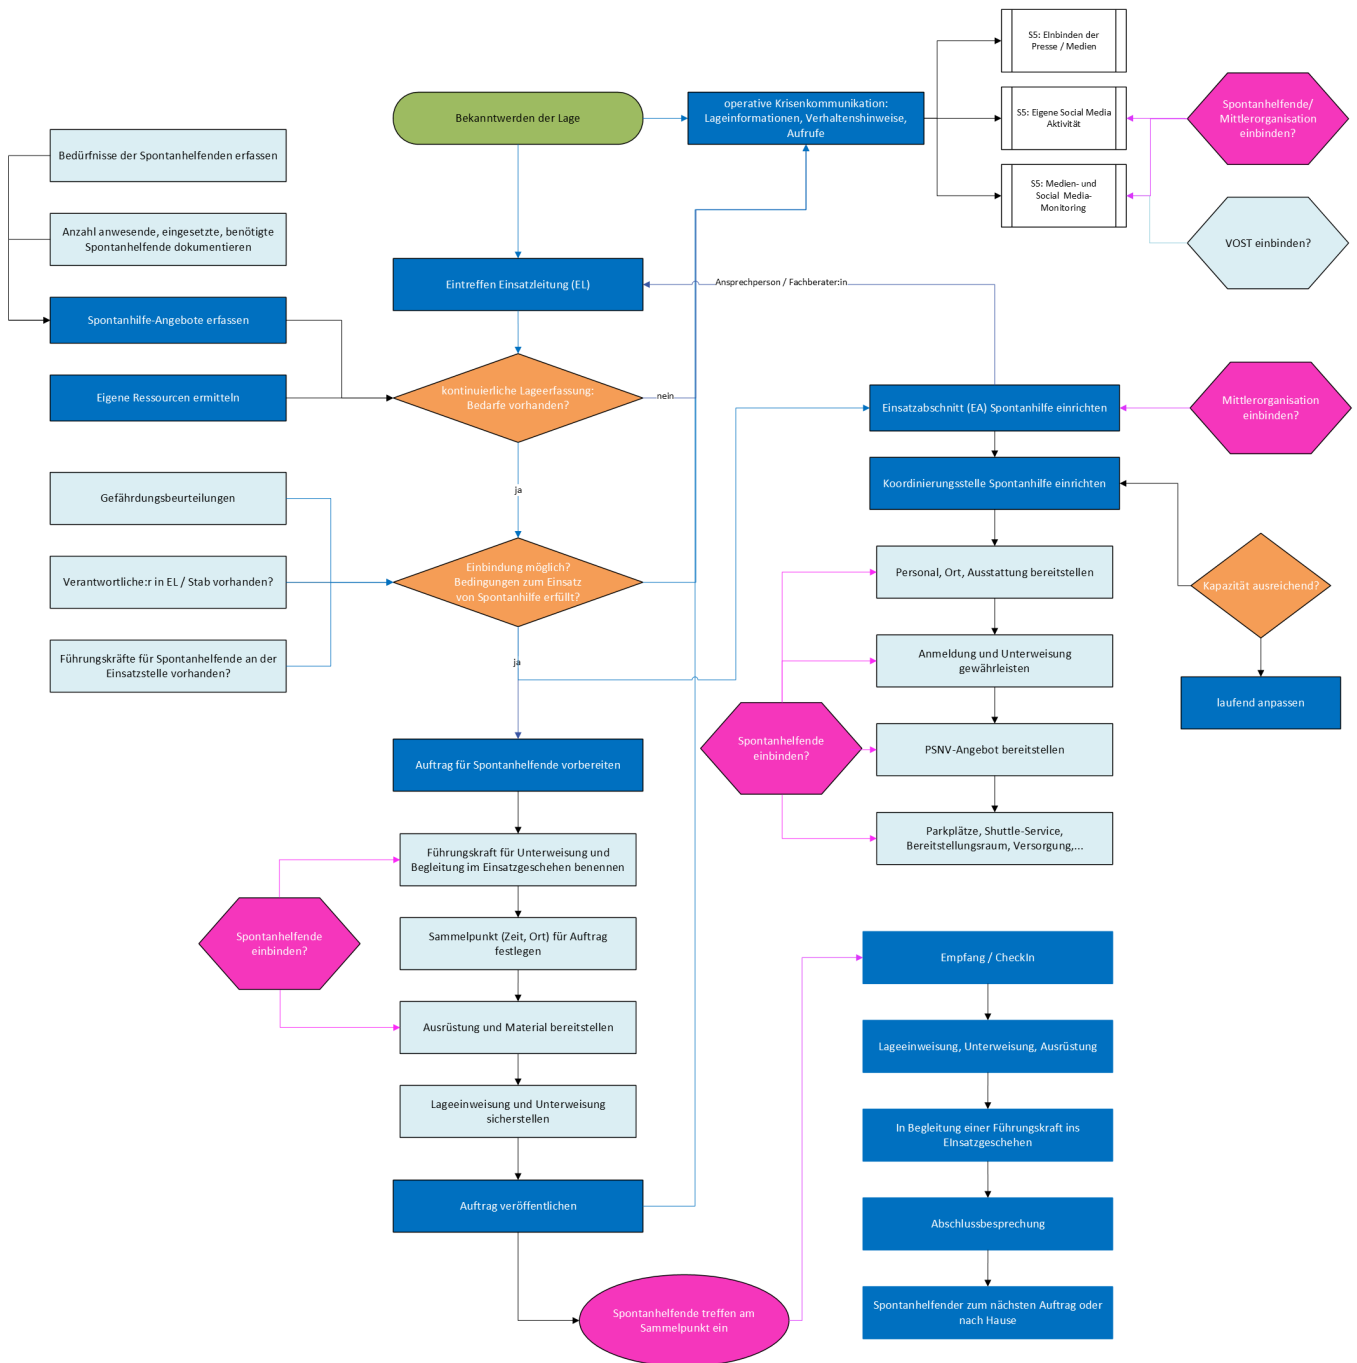 S5: EInbinden der
Presse / Medien
Bekanntwerden der Lage
operative Krisenkommunikation:
Lageinformationen, Verhaltenshinweise,
Aufrufe
S5: Eigene Social Media
Aktivität
Spontanhelfende/
Mittlerorganisation
einbinden?
Bedürfnisse der Spontanhelfenden erfassen
S5: Medien- und
Social Media-
Monitoring
Anzahl anwesende, eingesetzte, benötigte
Spontanhelfende dokumentieren
VOST einbinden?
Eintreffen Einsatzleitung (EL)
Ansprechperson / Fachberater:in
Spontanhilfe-Angebote erfassen
Eigene Ressourcen ermitteln
kontinuierliche Lageerfassung:
Bedarfe vorhanden?
nein
Einsatzabschnitt (EA) Spontanhilfe einrichten
Mittlerorganisation
einbinden?
Koordinierungsstelle Spontanhilfe einrichten
ja
Gefährdungsbeurteilungen
Verantwortliche:r in EL / Stab vorhanden?
Einbindung möglich?
Bedingungen zum Einsatz
von Spontanhilfe erfüllt?
Personal, Ort, Ausstattung bereitstellen
Kapazität ausreichend?
Führungskräfte für Spontanhelfende an der
Einsatzstelle vorhanden?
ja
Anmeldung und Unterweisung
gewährleisten
laufend anpassen
Spontanhelfende
einbinden?
PSNV-Angebot bereitstellen
Auftrag für Spontanhelfende vorbereiten
Parkplätze, Shuttle-Service,
Bereitstellungsraum, Versorgung,...
Führungskraft für Unterweisung und
Begleitung im Einsatzgeschehen benennen
Spontanhelfende
einbinden?
Sammelpunkt (Zeit, Ort) für Auftrag
festlegen
Empfang / CheckIn
Ausrüstung und Material bereitstellen
Lageeinweisung, Unterweisung, Ausrüstung
Lageeinweisung und Unterweisung
sicherstellen
In Begleitung einer Führungskraft ins
EInsatzgeschehen
Auftrag veröffentlichen
Abschlussbesprechung
Spontanhelfende treffen am
Sammelpunkt ein
Spontanhelfender zum nächsten Auftrag oder
nach Hause